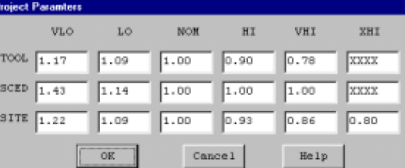 Project Paramters
VLO LO NOM HI VHI XHI
TOOL 1.17 1.09 1.00 0.90 0.78 XXXX
SCED 1.43 1.14 1.00 1.00 1.00 XXXX
SITE 1.22 1.09 1.00 0.93 0.86 0.80
OK Cancel Help